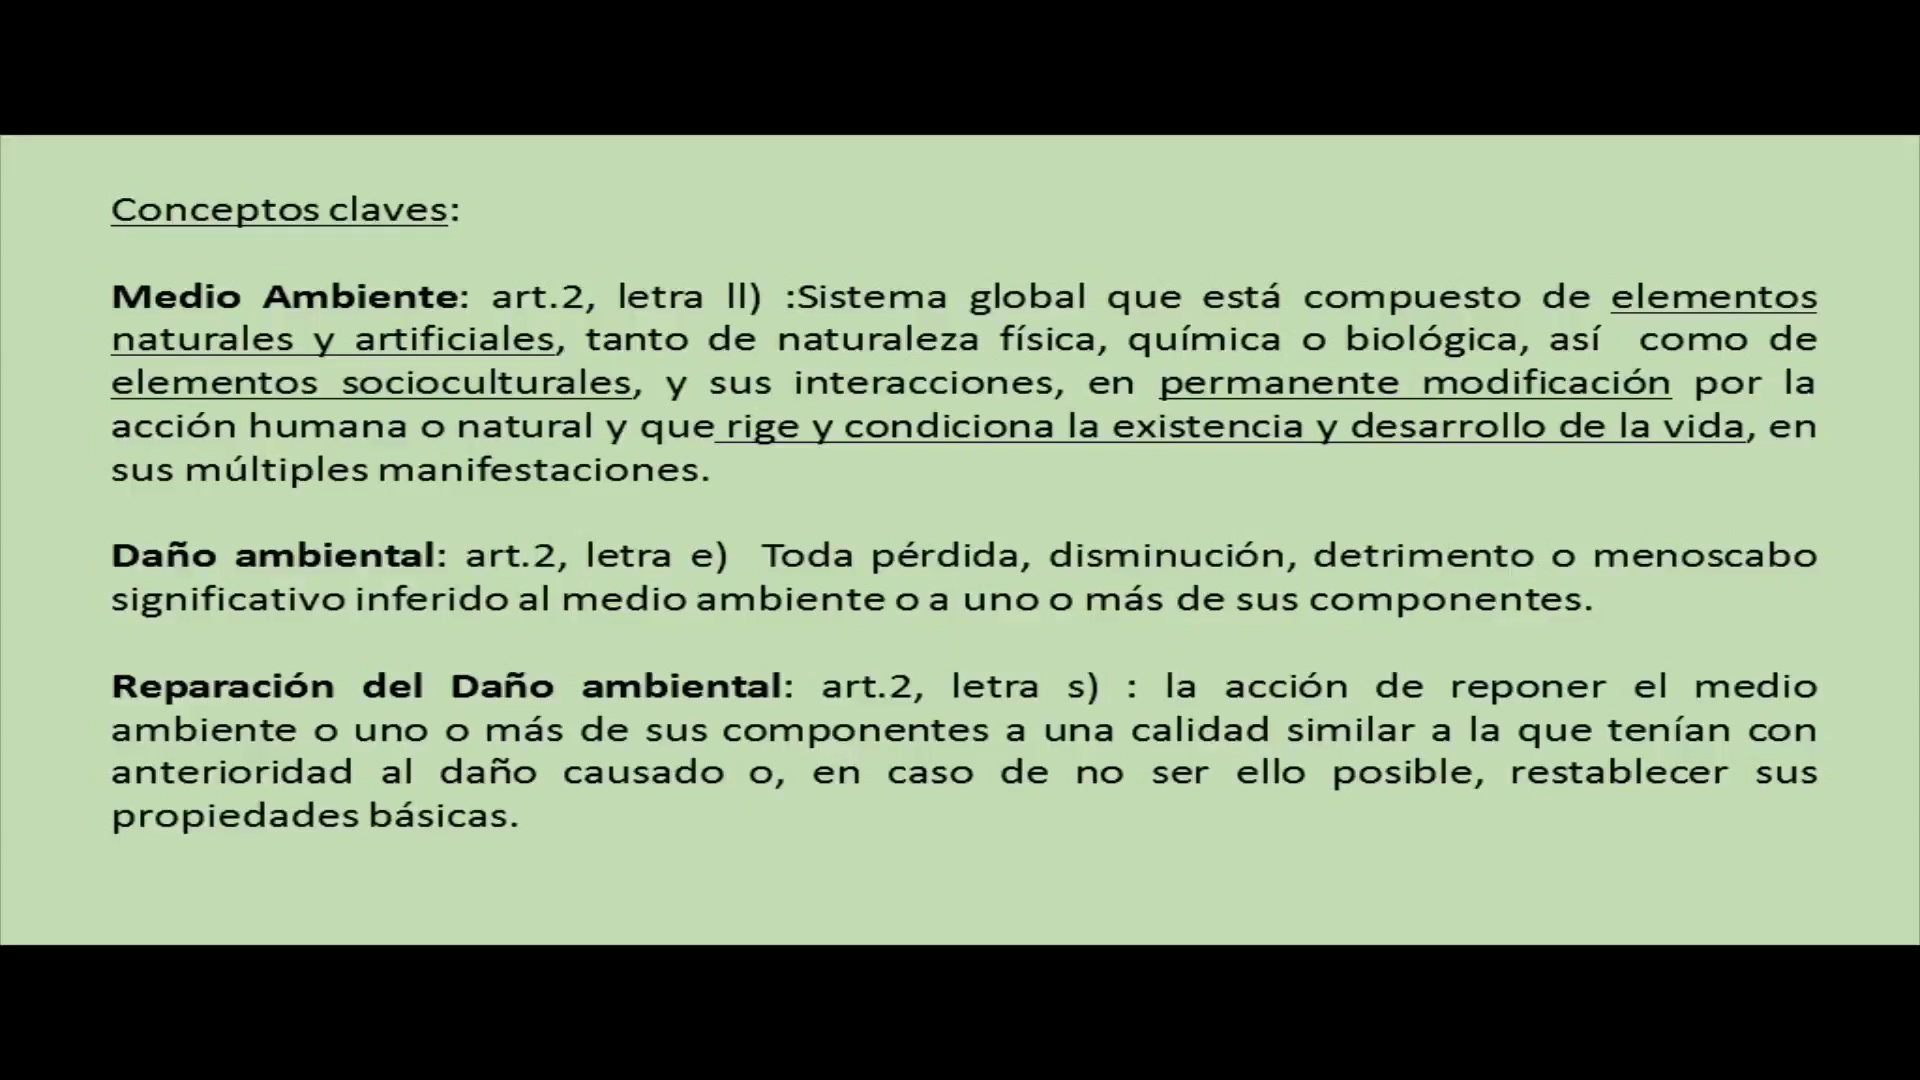 Conceptos claves:
Medio Ambiente: art.2, letra ll) :Sistema global que está compuesto de elementos
naturales y artificiales, tanto de naturaleza física, química o biológica, así como de
elementos socioculturales, y sus interacciones, en permanente modificación por la
acción humana o natural y que rige y condiciona la existencia y desarrollo de la vida, en
sus múltiples manifestaciones.
Daño ambiental: art.2, letra e) Toda pérdida, disminución, detrimento o menoscabo
significativo inferido al medio ambiente o a uno o más de sus componentes.
Reparación del Daño ambiental: art.2, letra s) : la acción de reponer el medio
ambiente o uno o más de sus componentes a una calidad similar a la que tenían con
anterioridad al daño causado o, en caso de no ser ello posible, restablecer sus
propiedades básicas.